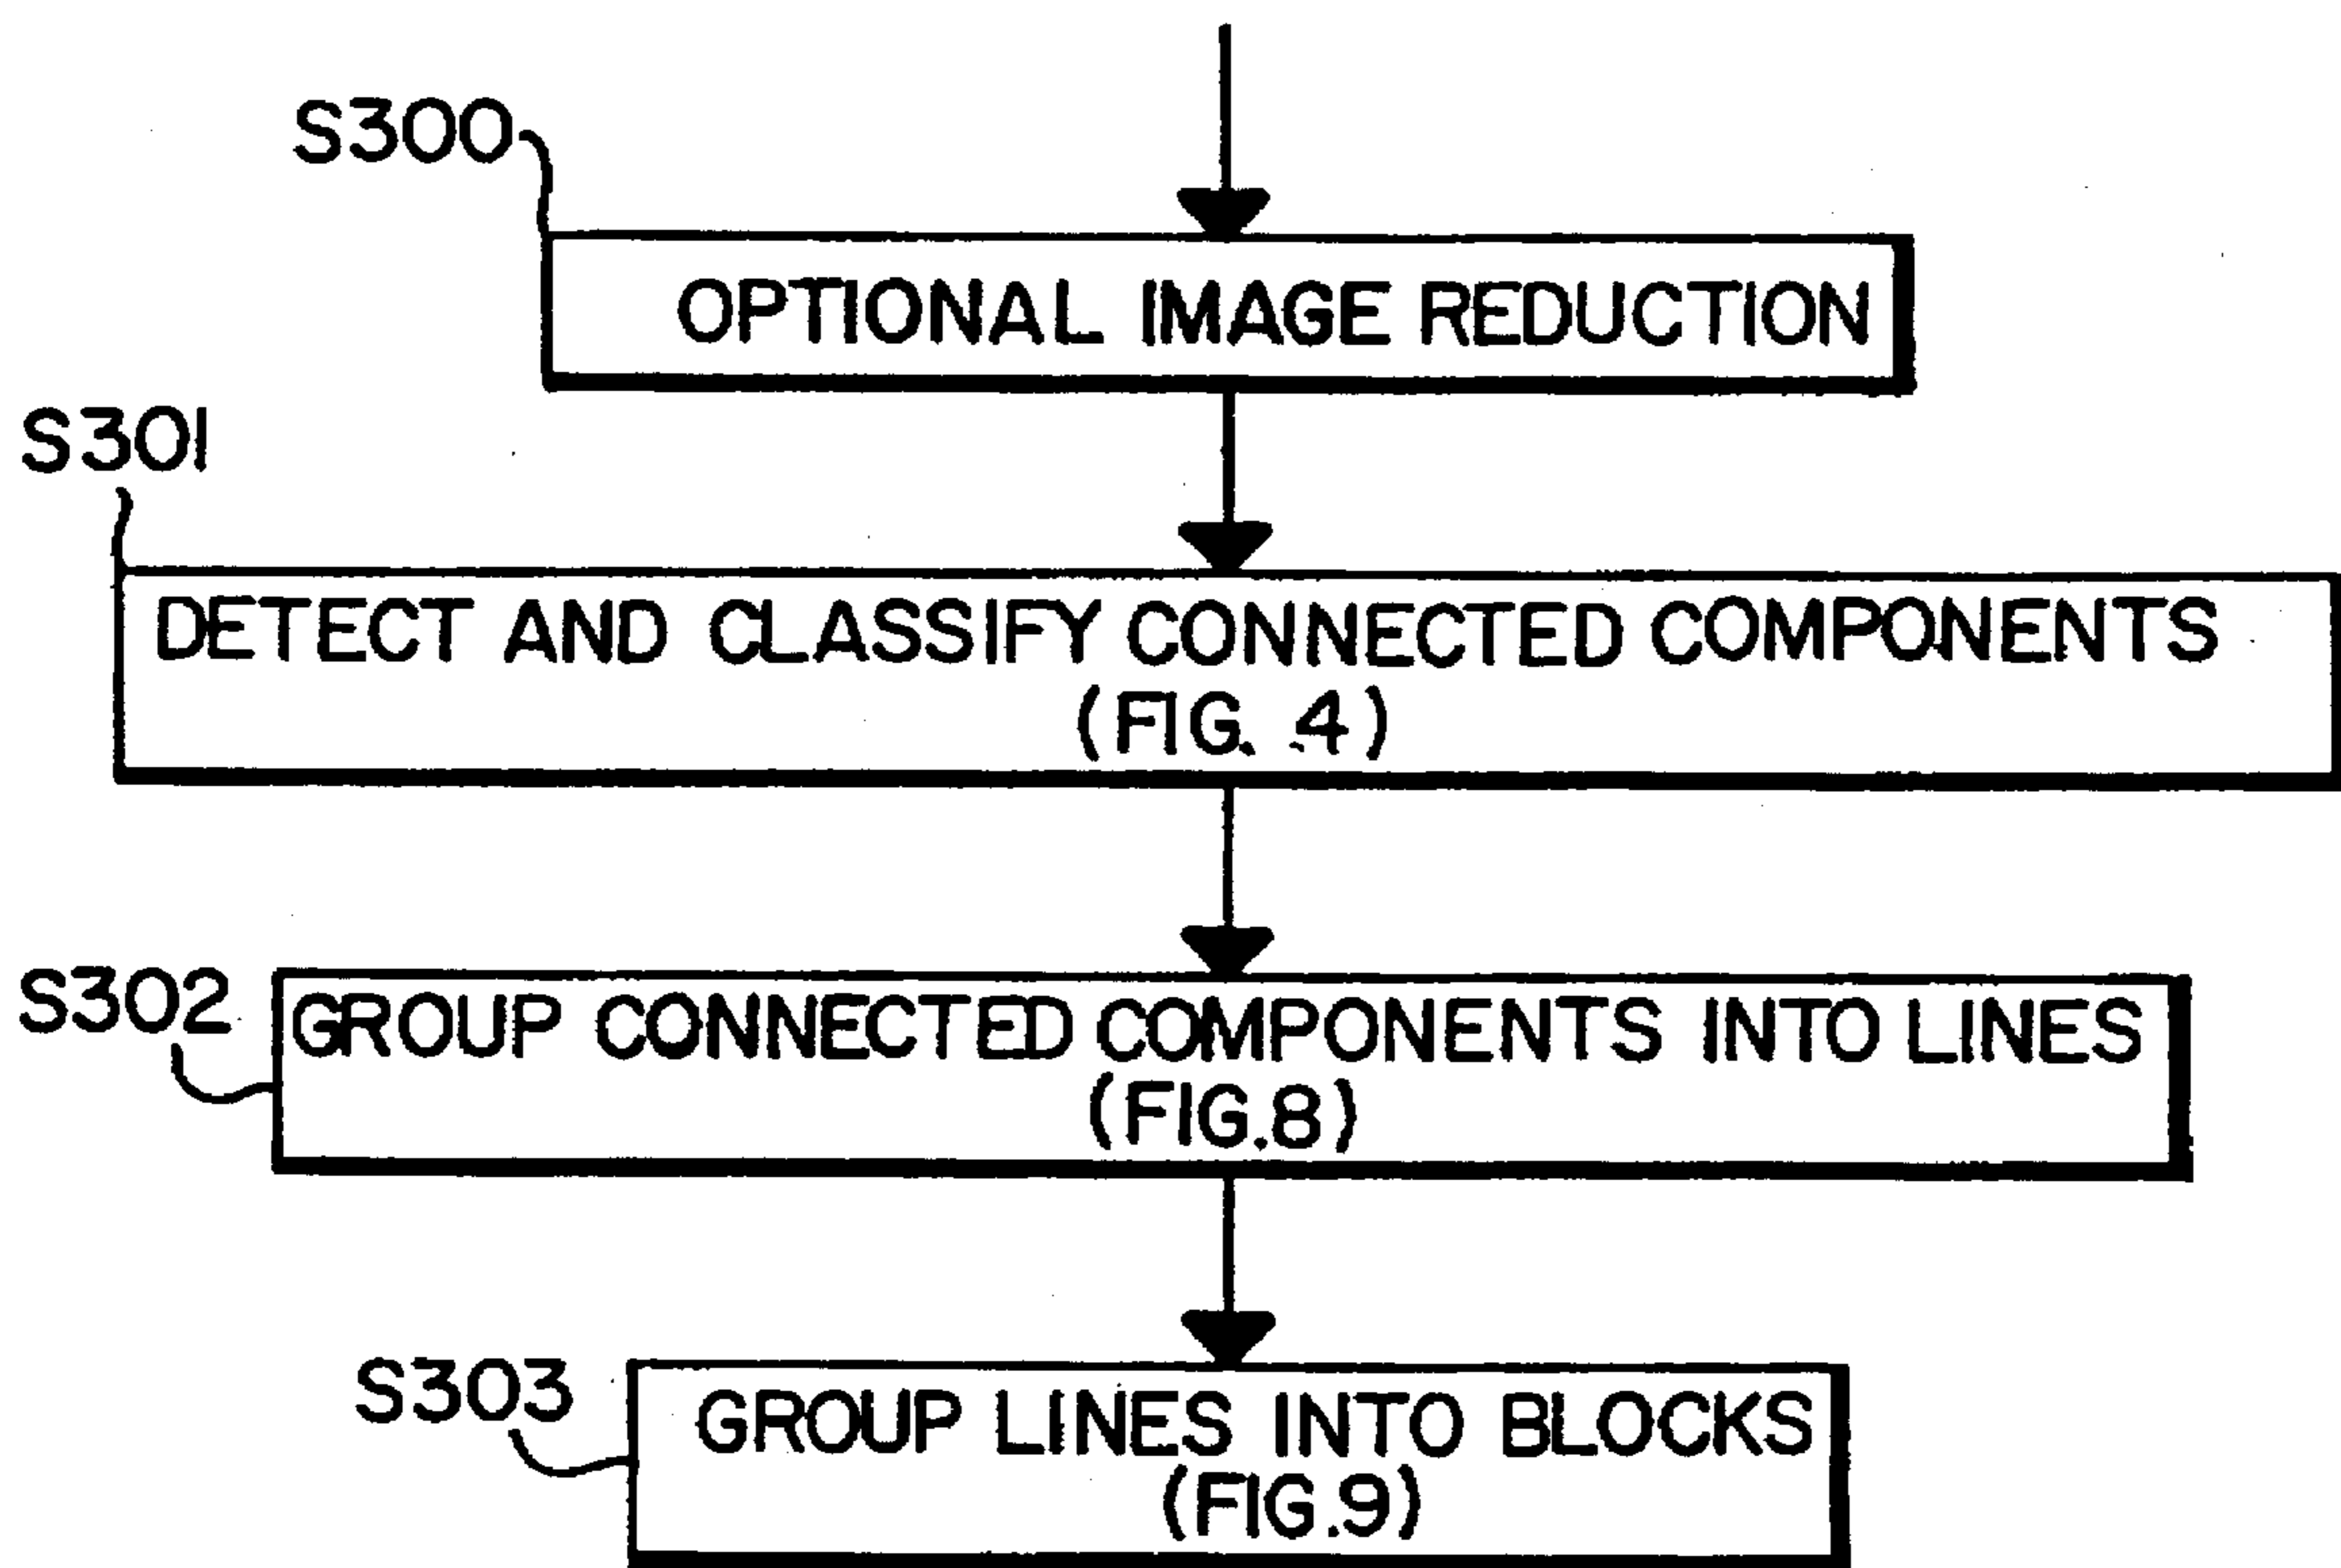 S300
OPTIONAL IMAGE REDUCTION
S301
DETECT AND CLASSIFY CONNECTED COMPONENTS
(FIG. 4)
S302
GROUP CONNECTED COMPONENTS INTO LINES
(FIG.8)
S303
GROUP LINES INTO BLOCKS
(FIG.9)